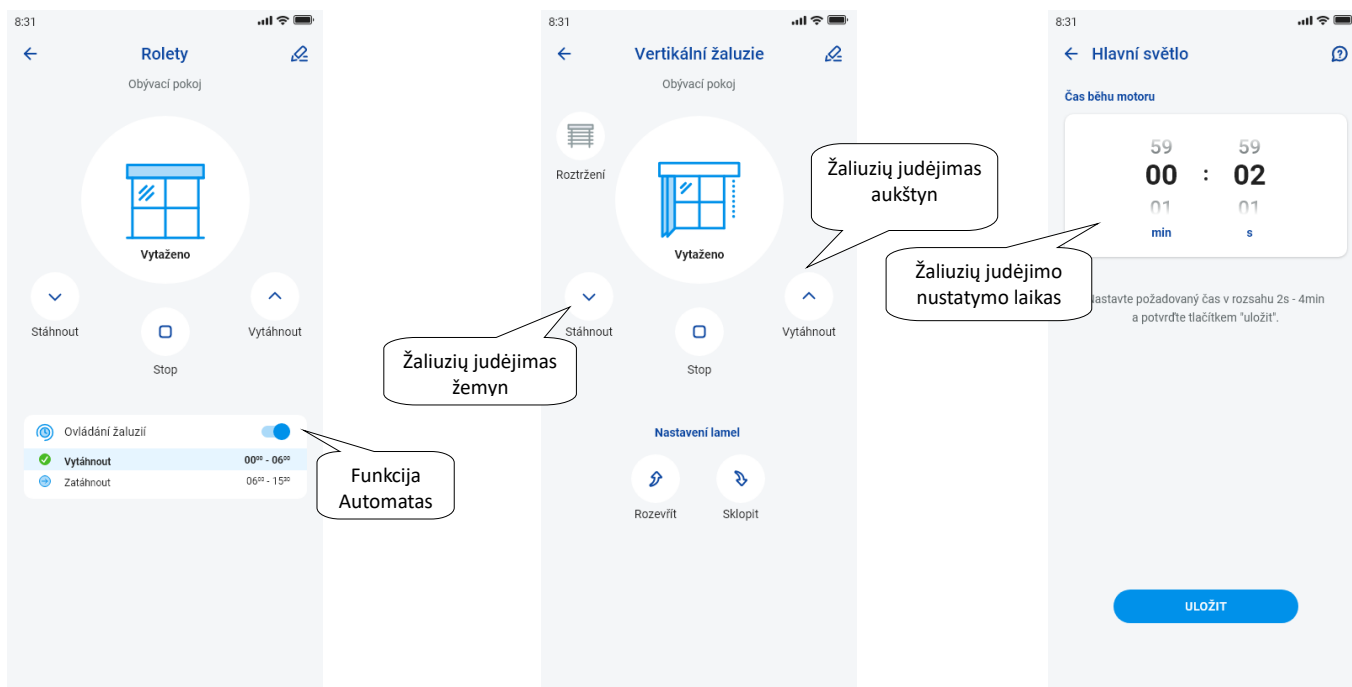 8:31
Rolety
Obývací pokoj
Vytaženo
Stáhnout
Vytáhnout
Stop
Ovládání žaluzií
Vytáhnout 00⁰⁰ - 06⁰⁰
Zatáhnout 06⁰⁰ - 15³⁰
Funkcija
Automatas
8:31
Vertikální žaluzie
Obývací pokoj
Roztržení
Vytaženo
Stáhnout
Vytáhnout
Stop
Nastavení lamel
Rozevřít
Sklopit
Žaliuzių judėjimas
aukštyn
Žaliuzių judėjimas
žemyn
8:31
Hlavní světlo
Čas běhu motoru
59 59
00 : 02
01 01
min s
Žaliuzių judėjimo
nustatymo laikas
Nastavte požadovaný čas v rozsahu 2s - 4min
a potvrďte tlačítkem "uložit".
ULOŽIT